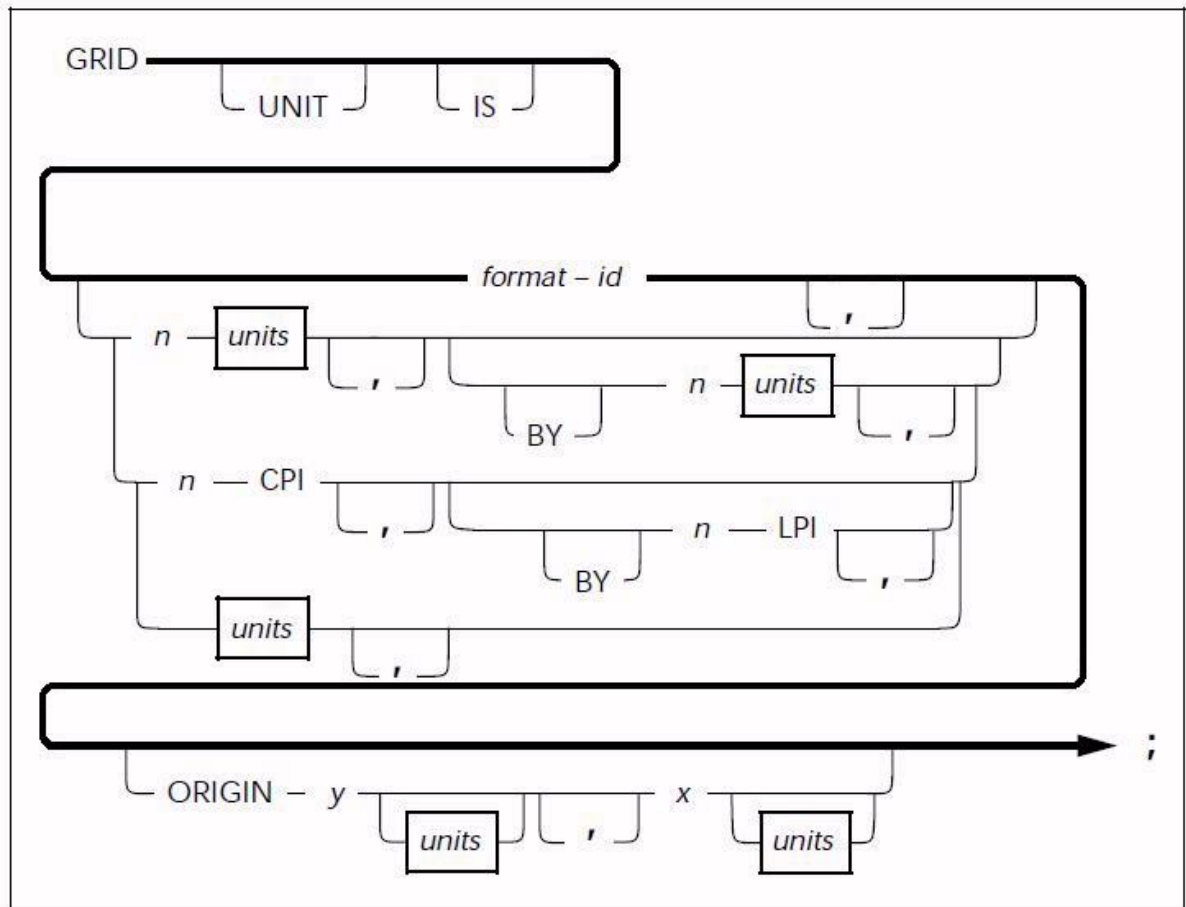 GRID
UNIT IS
format – id
,
n units
, n units
BY ,
n CPI
, n LPI
BY ,
units
,
;
ORIGIN – y x
units , units